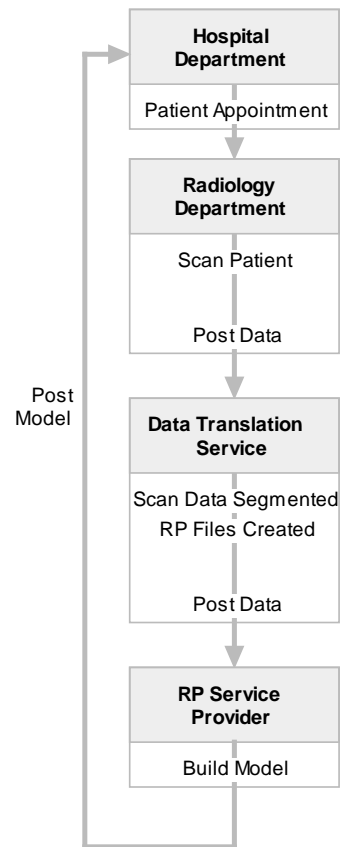 Hospital
Department
Patient Appointment
Radiology
Department
Scan Patient
Post Data
Post
Model
Data Translation
Service
Scan Data Segmented
RP Files Created
Post Data
RP Service
Provider
Build Model